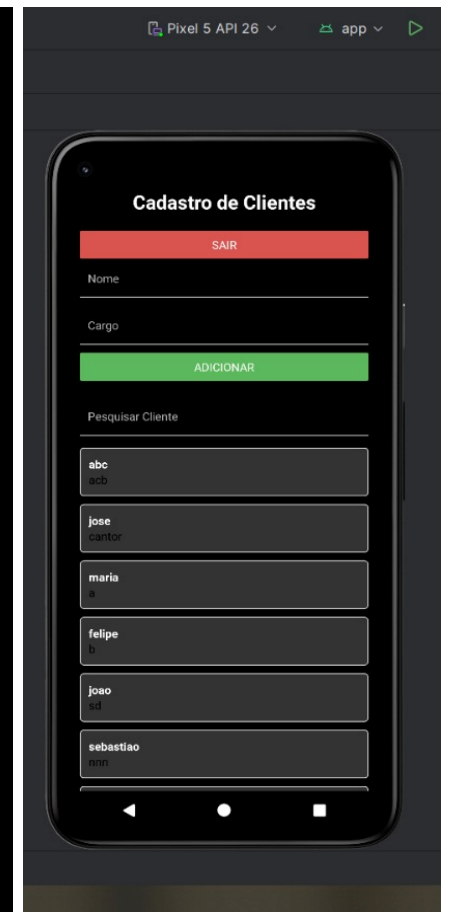 Pixel 5 API 26
app
Cadastro de Clientes
SAIR
Nome
Cargo
ADICIONAR
Pesquisar Cliente
abc
acb
jose
cantor
maria
a
felipe
b
joao
sd
sebastiao
nnn